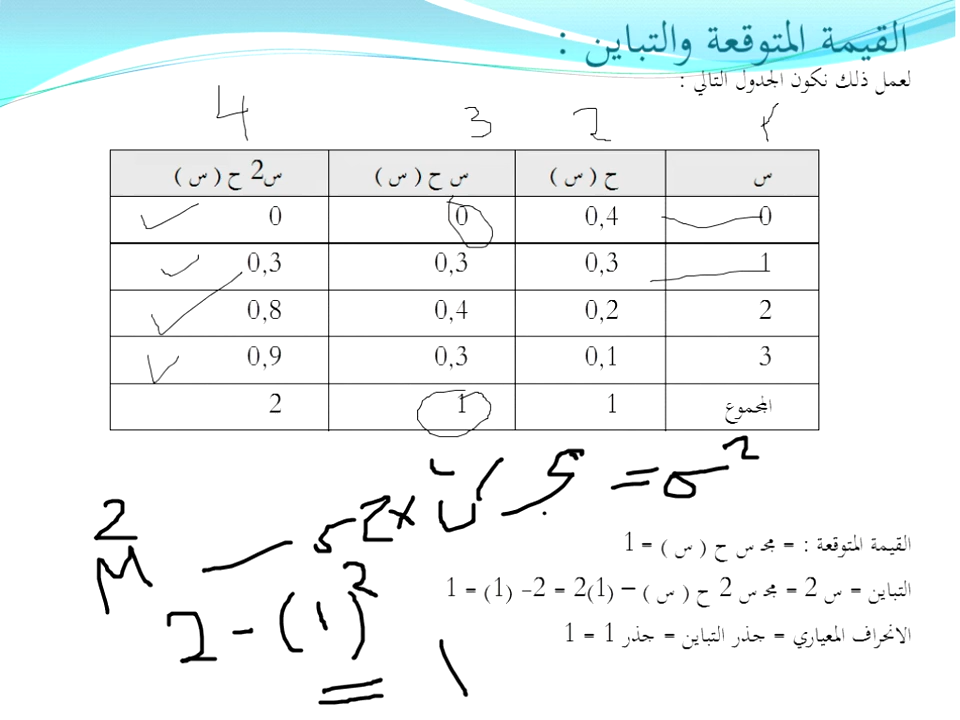 القيمة المتوقعة والتباين :
لعمل ذلك نكون الجدول التالي :
1 2 3 4
س ح ( س ) س ح ( س ) س2 ح ( س )
0 0,4 0 0
1 0,3 0,3 0,3
2 0,2 0,4 0,8
3 0,1 0,3 0,9
المجموع 1 1 2
σ² =
2
M
القيمة المتوقعة : = مجـ س ح ( س ) = 1
التباين = س 2 = مجـ س 2 ح ( س ) – (1)2 = 2– (1) = 1
الانحراف المعياري = جذر التباين = جذر 1 = 1
2 – (1)²
= 1